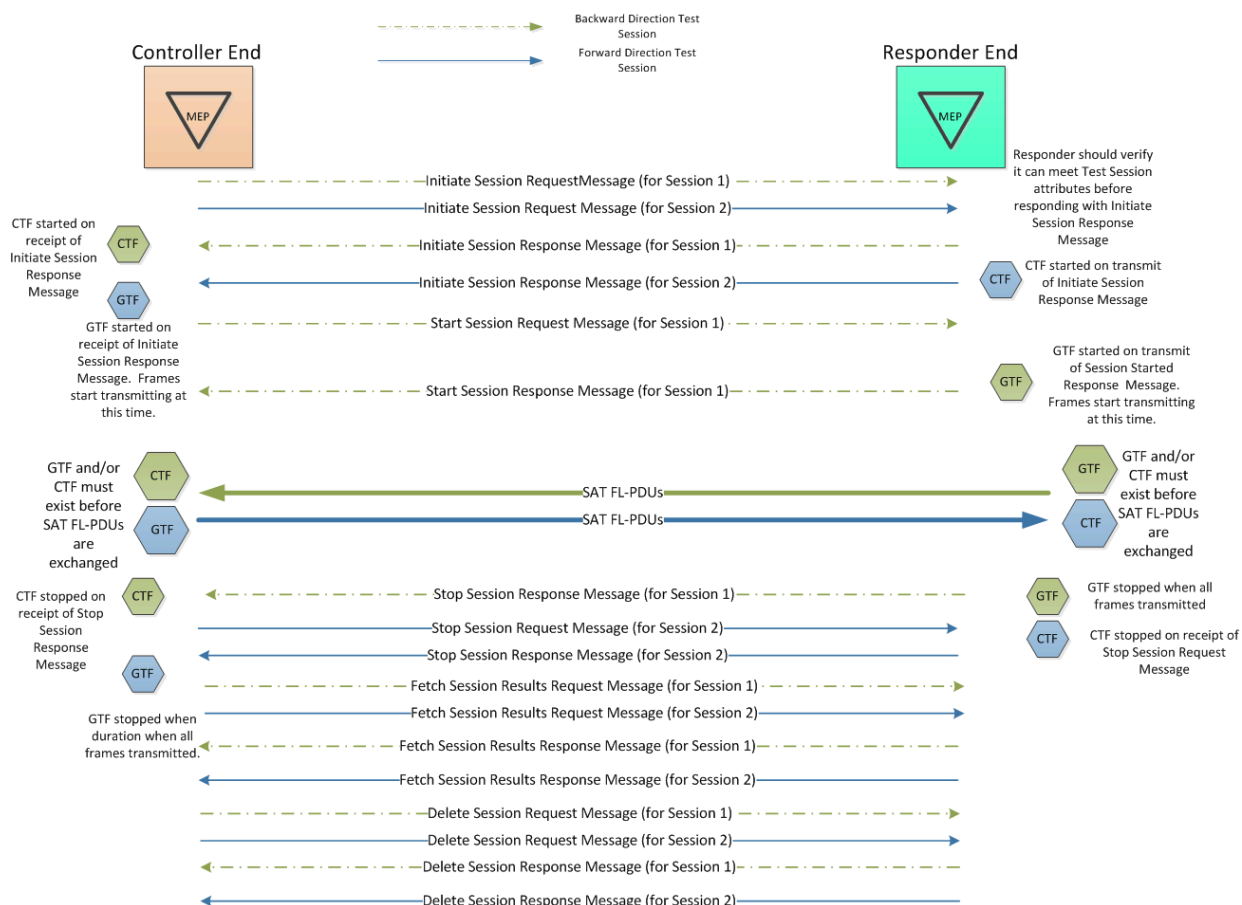 Backward Direction Test
Session
Controller End
Forward Direction Test
Session
Responder End
MEP
MEP
Initiate Session RequestMessage (for Session 1)
Responder should verify
it can meet Test Session
attributes before
responding with Initiate
Session Response
Message
Initiate Session Request Message (for Session 2)
CTF started on
receipt of
Initiate Session
Response
Message
CTF
Initiate Session Response Message (for Session 1)
GTF
Initiate Session Response Message (for Session 2)
CTF
CTF started on transmit
of Initiate Session
Response Message
GTF started on
receipt of Initiate
Session Response
Message. Frames
start transmitting at
this time.
Start Session Request Message (for Session 1)
Start Session Response Message (for Session 1)
GTF
GTF started on transmit
of Session Started
Response Message.
Frames start transmitting
at this time.
GTF and/or
CTF must
exist before
SAT FL-PDUs
are
exchanged
CTF
GTF
SAT FL-PDUs
SAT FL-PDUs
GTF
CTF
GTF and/or
CTF must
exist before
SAT FL-PDUs
are
exchanged
CTF stopped on
receipt of Stop
Session
Response
Message
CTF
Stop Session Response Message (for Session 1)
GTF
GTF stopped when all
frames transmitted
Stop Session Request Message (for Session 2)
CTF
CTF stopped on receipt of
Stop Session Request
Message
Stop Session Response Message (for Session 2)
GTF
Fetch Session Results Request Message (for Session 1)
Fetch Session Results Request Message (for Session 2)
GTF stopped when
duration when all
frames transmitted.
Fetch Session Results Response Message (for Session 1)
Fetch Session Results Response Message (for Session 2)
Delete Session Request Message (for Session 1)
Delete Session Request Message (for Session 2)
Delete Session Response Message (for Session 1)
Delete Session Response Message (for Session 2)